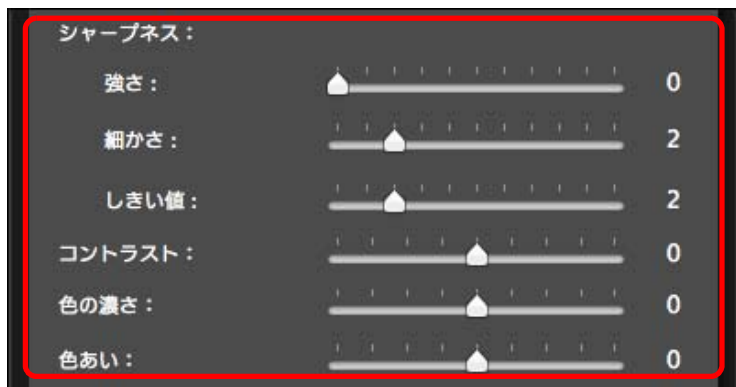 シャープネス：
強さ： 0
細かさ： 2
しきい値： 2
コントラスト： 0
色の濃さ： 0
色あい： 0